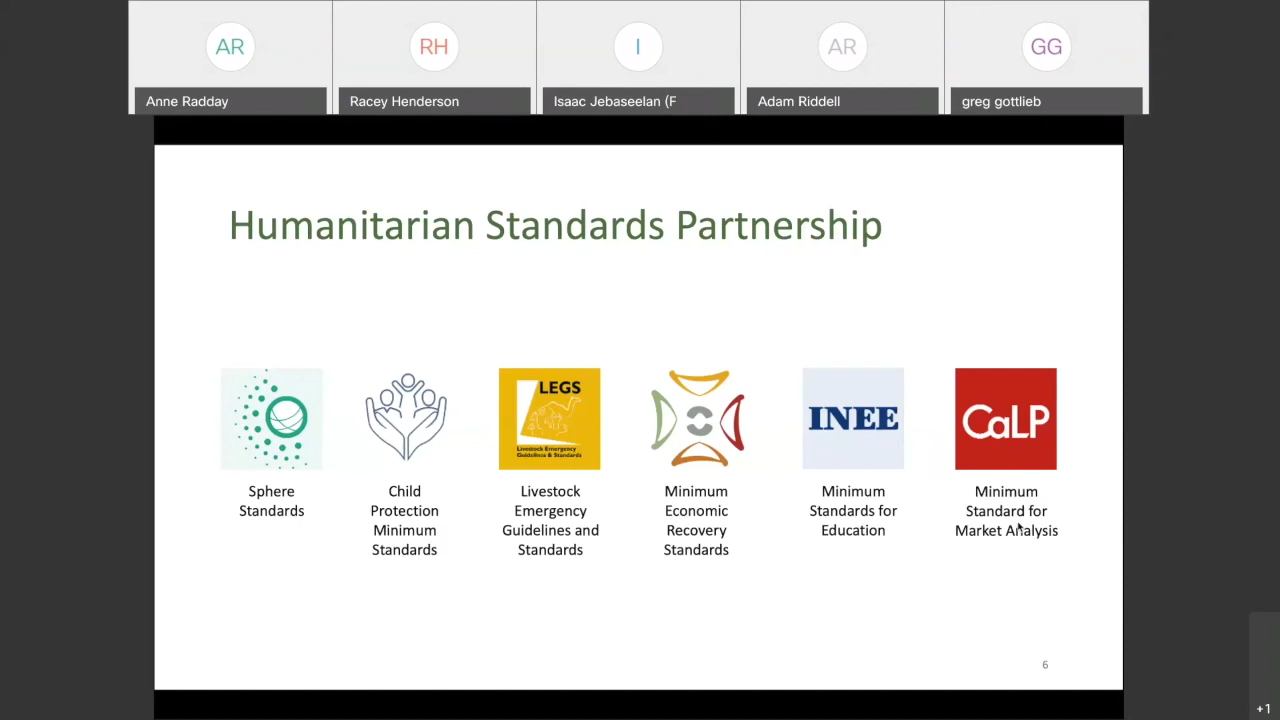 AR
RH
I
AR
GG
Anne Radday
Racey Henderson
Isaac Jebaseelan (F
Adam Riddell
greg gottlieb
Humanitarian Standards Partnership
LEGS
Livestock Emergency
Guidelines & Standards
INEE
CaLP
Sphere
Standards
Child
Protection
Minimum
Standards
Livestock
Emergency
Guidelines and
Standards
Minimum
Economic
Recovery
Standards
Minimum
Standards for
Education
Minimum
Standard for
Market Analysis
6
+1